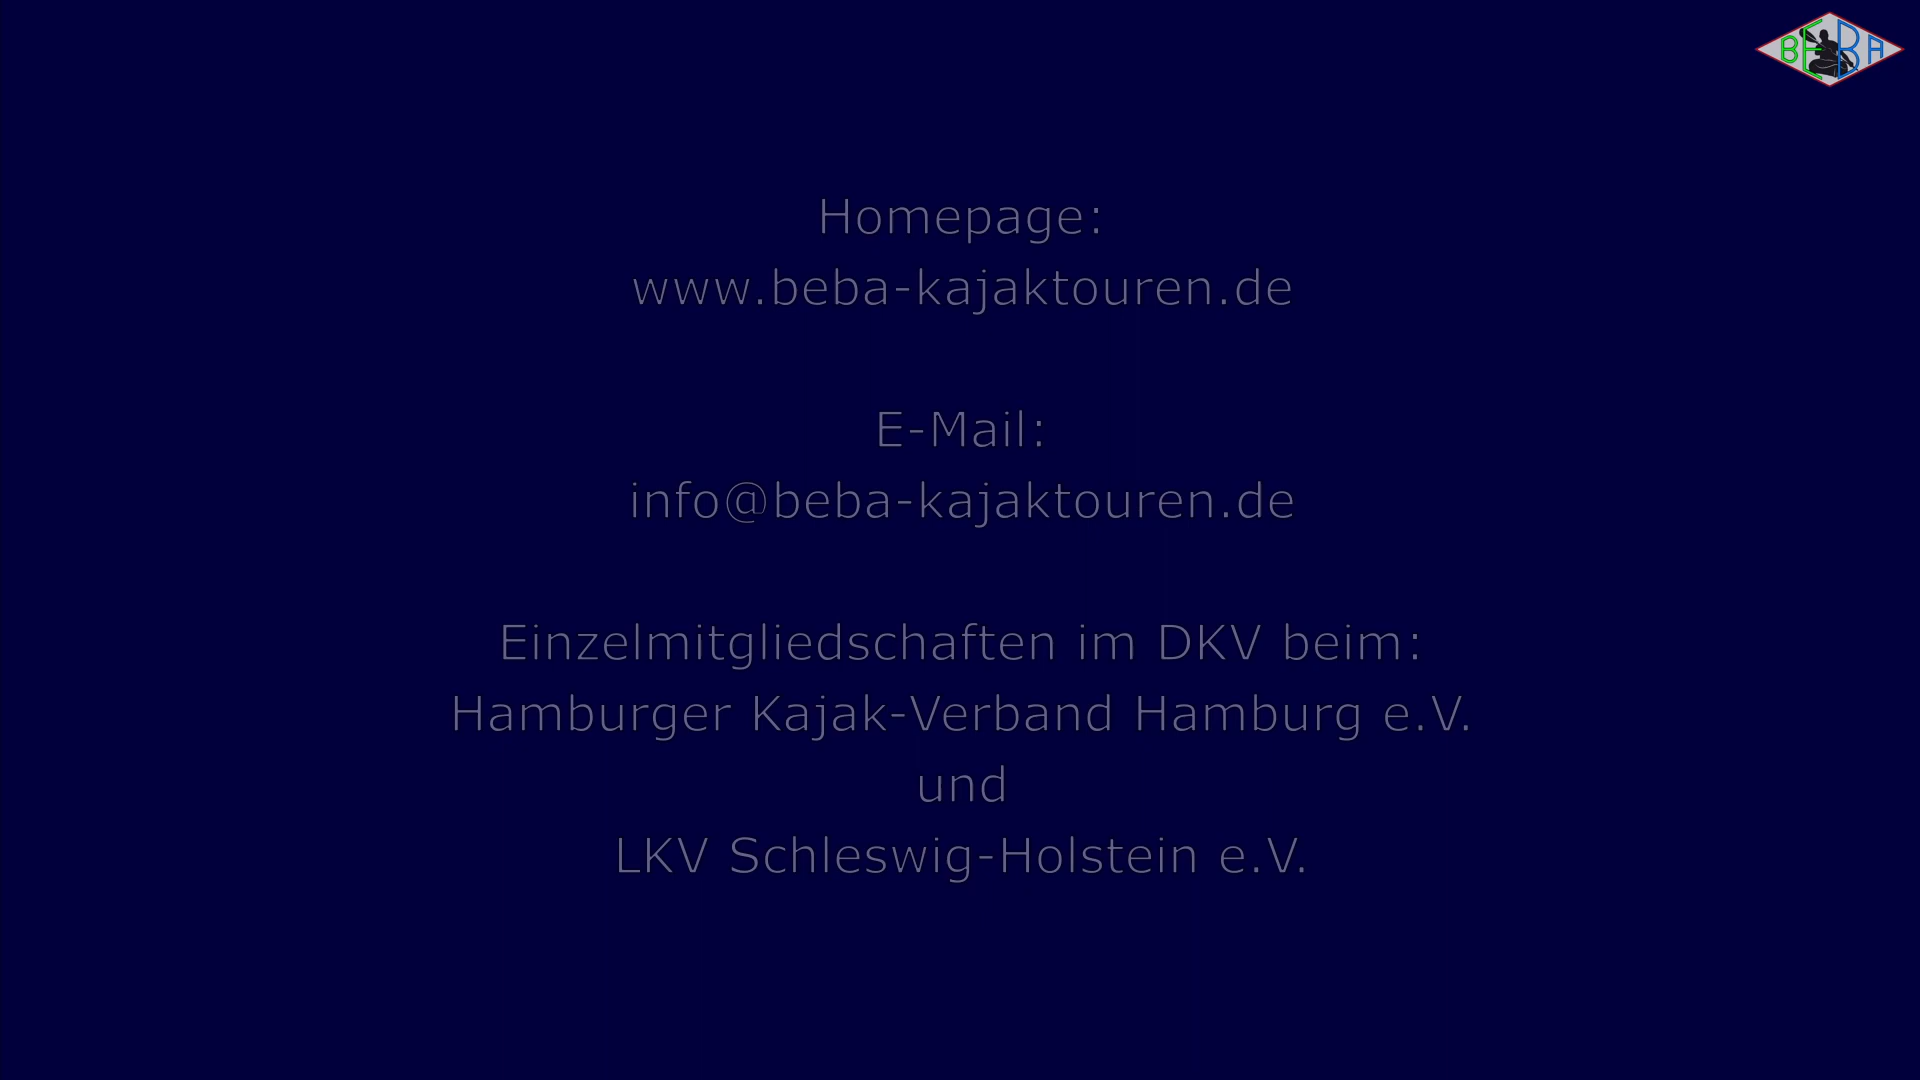 BEBA
Homepage:
www.beba-kajaktouren.de
E-Mail:
info@beba-kajaktouren.de
Einzelmitgliedschaften im DKV beim:
Hamburger Kajak-Verband Hamburg e.V.
und
LKV Schleswig-Holstein e.V.